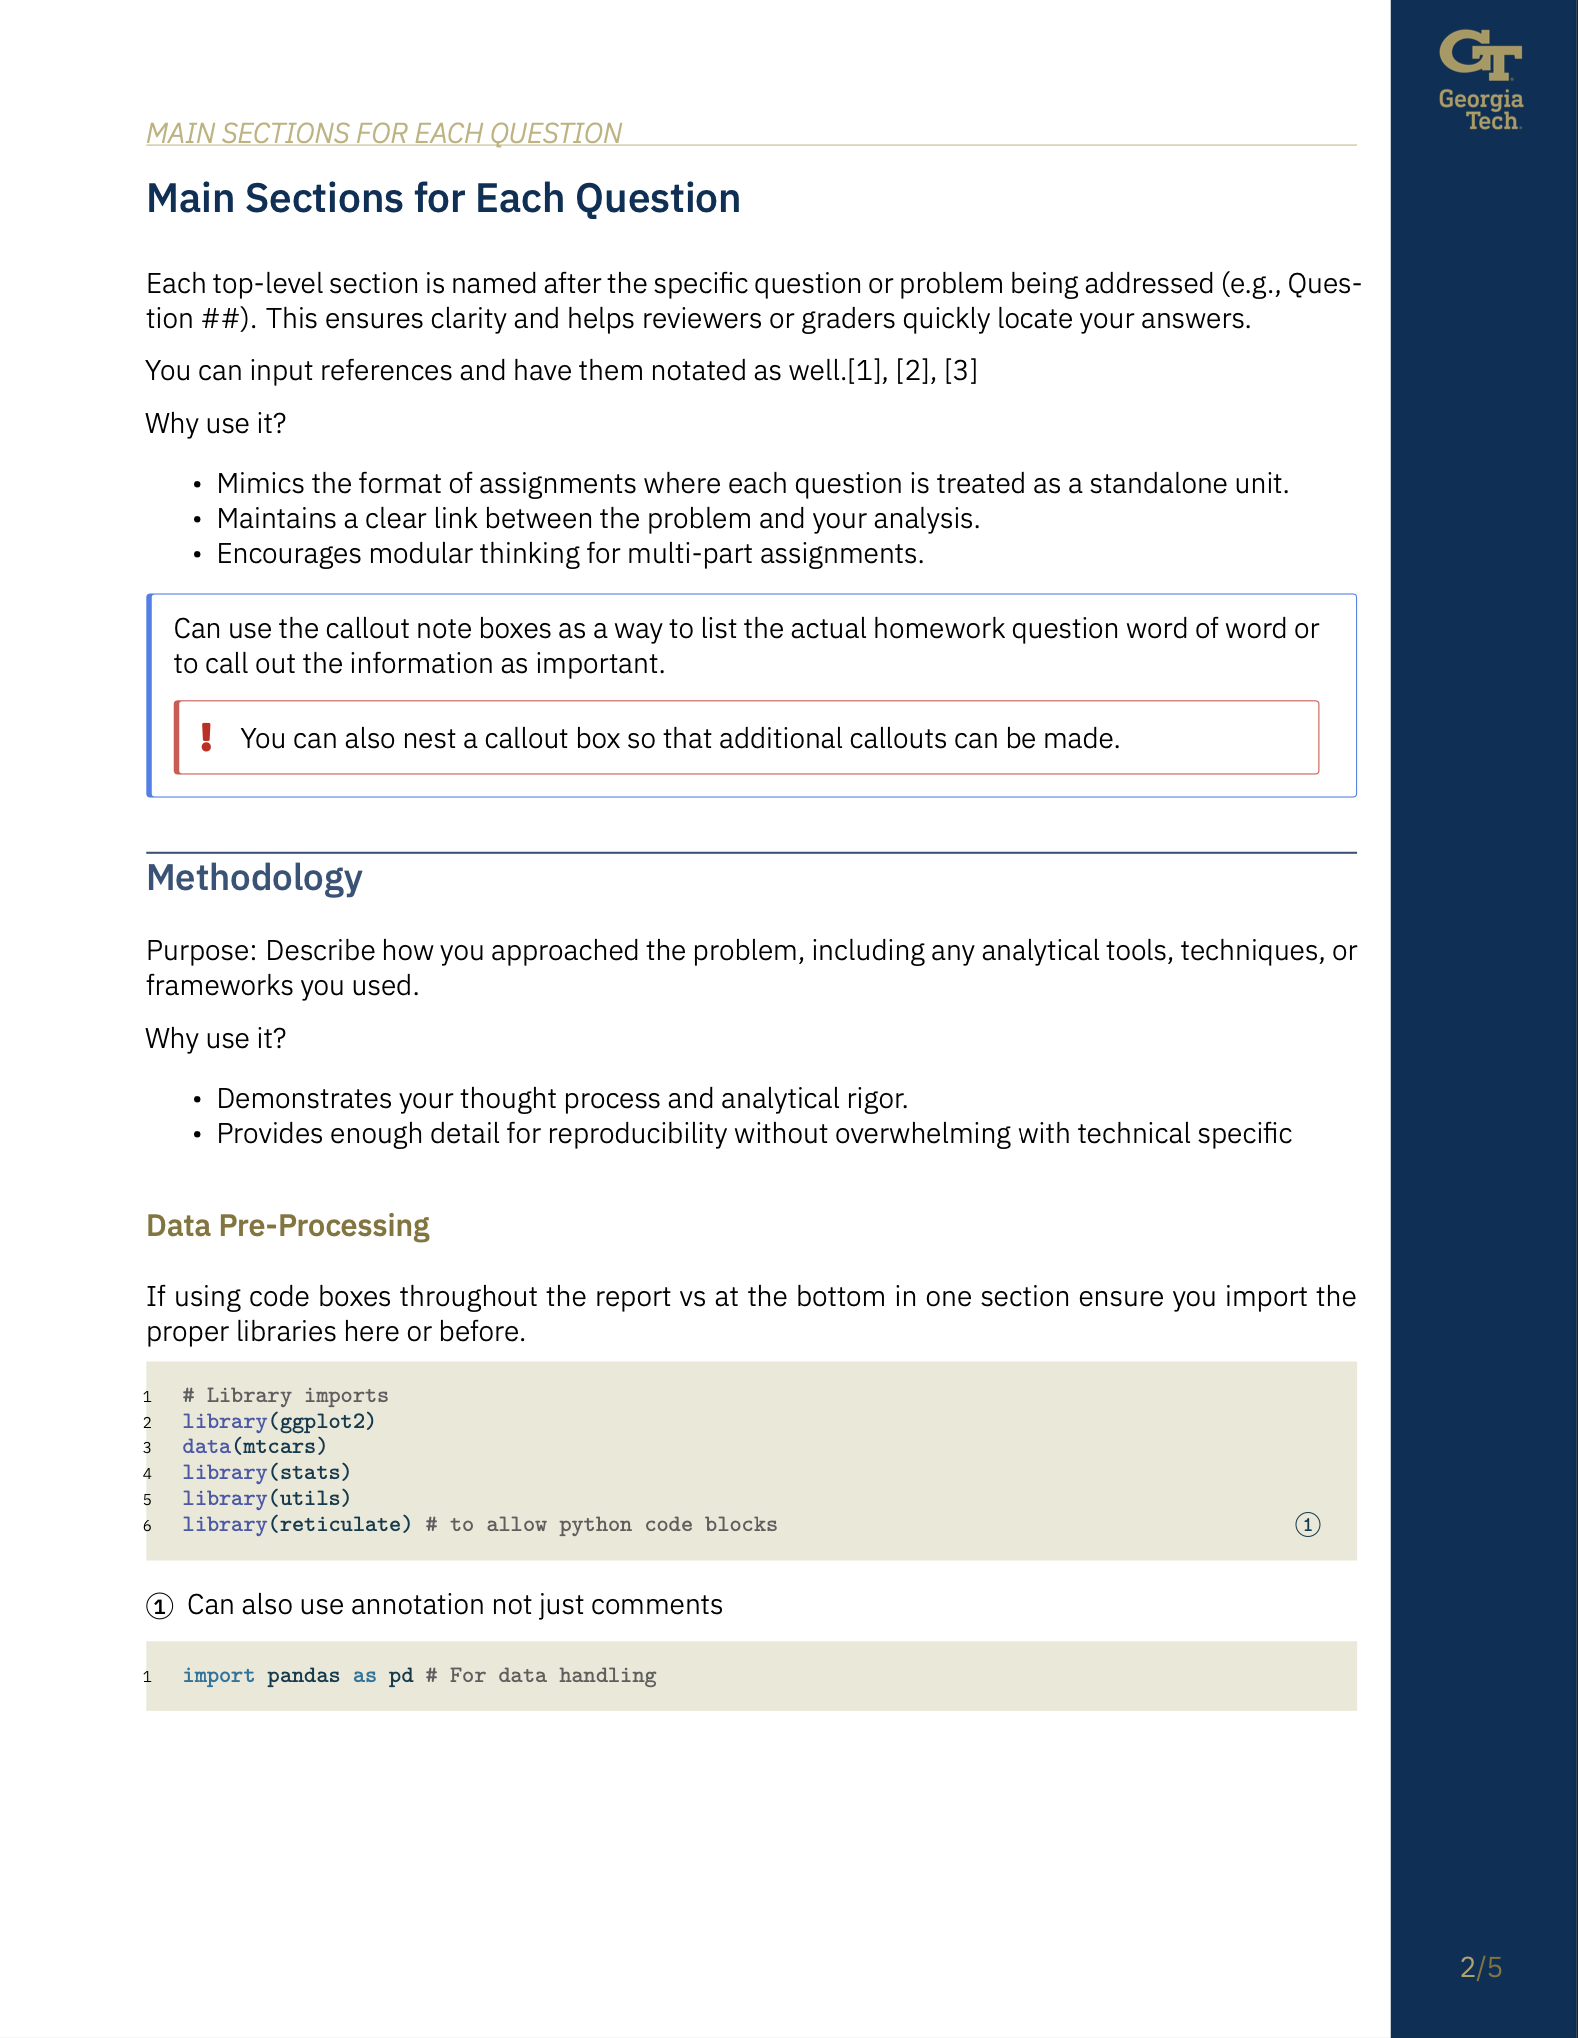 GT
Georgia
Tech.
MAIN SECTIONS FOR EACH QUESTION
Main Sections for Each Question
Each top-level section is named after the specific question or problem being addressed (e.g., Ques-
tion ##). This ensures clarity and helps reviewers or graders quickly locate your answers.
You can input references and have them notated as well.[1], [2], [3]
Why use it?
• Mimics the format of assignments where each question is treated as a standalone unit.
• Maintains a clear link between the problem and your analysis.
• Encourages modular thinking for multi-part assignments.
Can use the callout note boxes as a way to list the actual homework question word of word or
to call out the information as important.
! You can also nest a callout box so that additional callouts can be made.
Methodology
Purpose: Describe how you approached the problem, including any analytical tools, techniques, or
frameworks you used.
Why use it?
• Demonstrates your thought process and analytical rigor.
• Provides enough detail for reproducibility without overwhelming with technical specific
Data Pre-Processing
If using code boxes throughout the report vs at the bottom in one section ensure you import the
proper libraries here or before.
1 # Library imports
2 library(ggplot2)
3 data(mtcars)
4 library(stats)
5 library(utils)
6 library(reticulate) # to allow python code blocks ①
① Can also use annotation not just comments
1 import pandas as pd # For data handling
2/5